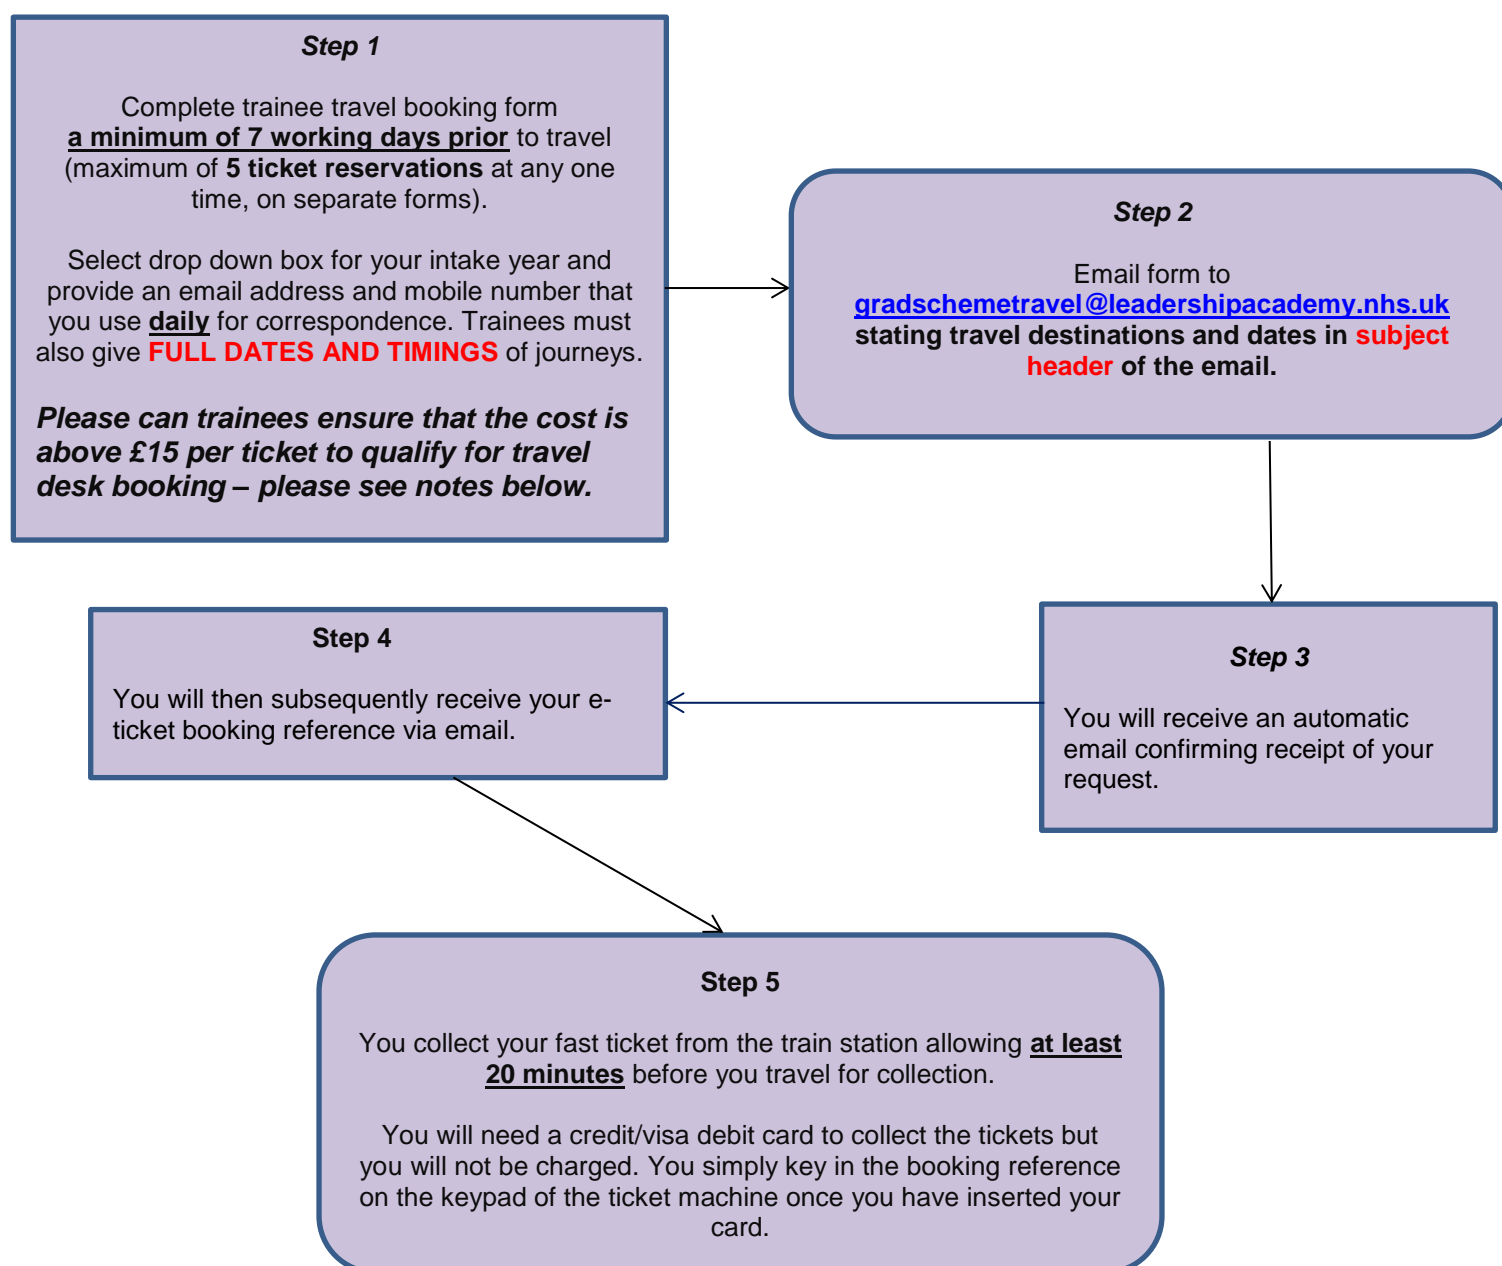 Step 1
Complete trainee travel booking form
a minimum of 7 working days prior to travel
(maximum of 5 ticket reservations at any one
time, on separate forms).
Select drop down box for your intake year and
provide an email address and mobile number that
you use daily for correspondence. Trainees must
also give FULL DATES AND TIMINGS of journeys.
Please can trainees ensure that the cost is
above £15 per ticket to qualify for travel
desk booking – please see notes below.
Step 2
Email form to
gradschemetravel@leadershipacademy.nhs.uk
stating travel destinations and dates in subject
header of the email.
Step 3
You will receive an automatic
email confirming receipt of your
request.
Step 4
You will then subsequently receive your e-
ticket booking reference via email.
Step 5
You collect your fast ticket from the train station allowing at least
20 minutes before you travel for collection.
You will need a credit/visa debit card to collect the tickets but
you will not be charged. You simply key in the booking reference
on the keypad of the ticket machine once you have inserted your
card.